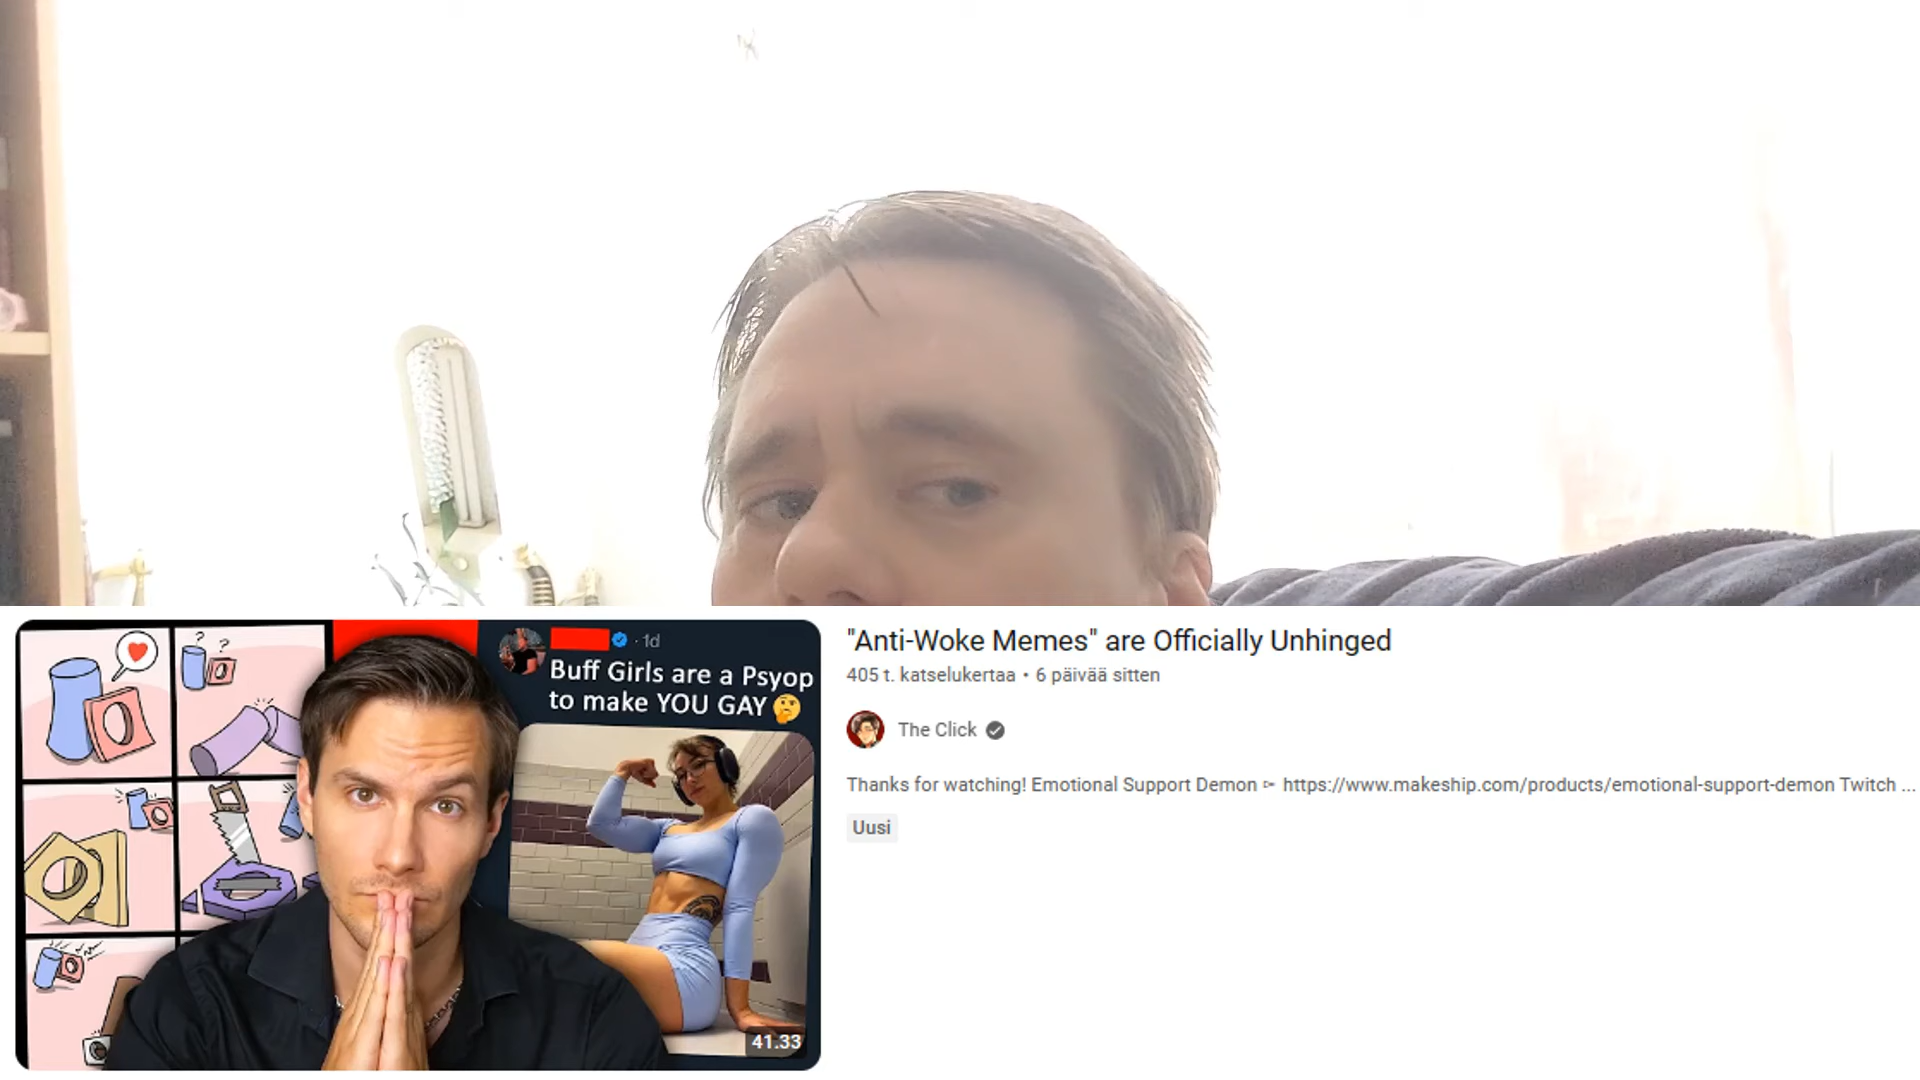 · 1d
Buff Girls are a Psyop
to make YOU GAY 🤔
? ?
41.33
"Anti-Woke Memes" are Officially Unhinged
405 t. katselukertaa • 6 päivää sitten
The Click
Thanks for watching! Emotional Support Demon ➣ https://www.makeship.com/products/emotional-support-demon Twitch ...
Uusi